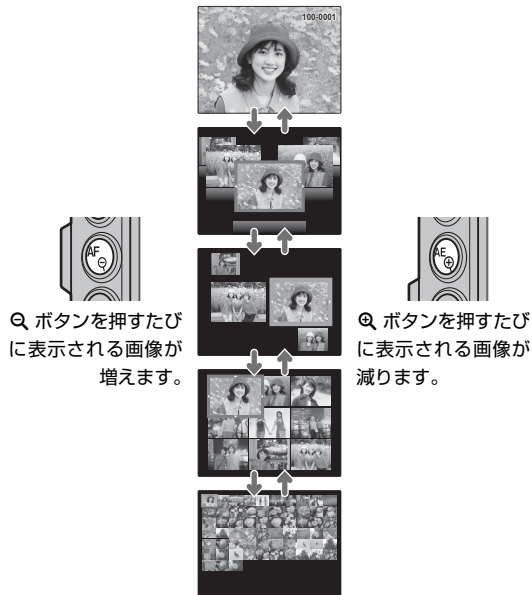 100-0001
AF
ボタンを押すたび
に表示される画像が
増えます。
AE
ボタンを押すたび
に表示される画像が
減ります。